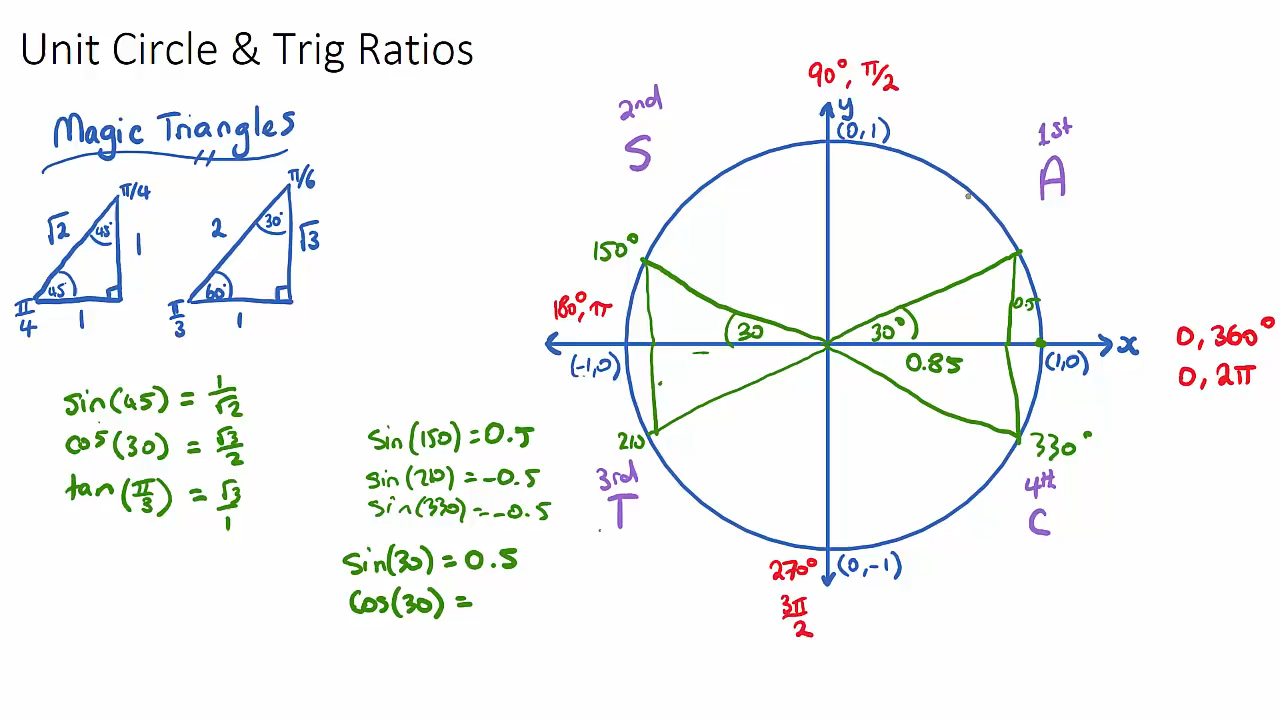 Unit Circle & Trig Ratios
Magic Triangles
π/4
√2
45°
1
45°
π/4
1
π/6
2
30°
√3
60°
π/3
1
sin(45) = 1/√2
cos(30) = √3/2
tan(π/3) = √3/1
sin(150) = 0.5
sin(210) = -0.5
sin(330) = -0.5
sin(30) = 0.5
cos(30) =
90°, π/2
y
(0,1)
2nd
S
1st
A
150°
180°, π
(-1,0)
30
30°
0.5
0.85
x
(1,0)
0, 360°
0, 2π
210
3rd
T
330°
4th
C
270°
3π/2
(0,-1)